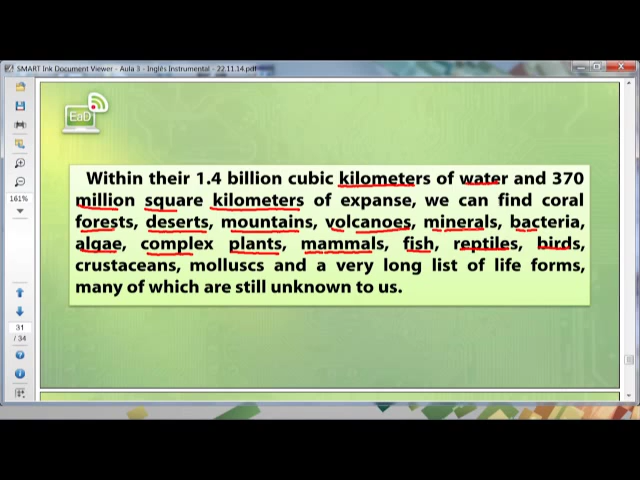 SMART Ink Document Viewer - Aula 3 - Inglês Instrumental - 22.11.14.pdf
EaD
Within their 1.4 billion cubic kilometers of water and 370
million square kilometers of expanse, we can find coral
forests, deserts, mountains, volcanoes, minerals, bacteria,
algae, complex plants, mammals, fish, reptiles, birds,
crustaceans, molluscs and a very long list of life forms,
many of which are still unknown to us.
161%
31
/ 34